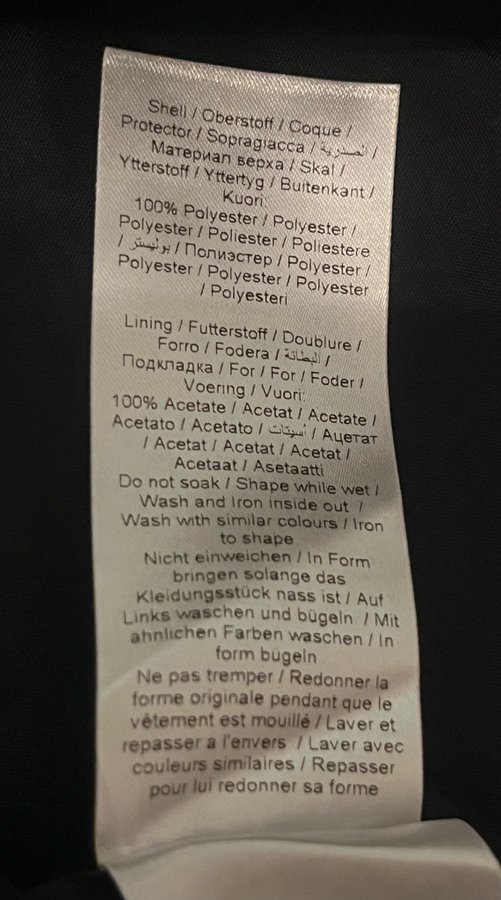 Shell / Oberstoff / Coque /
Protector / Sopragiacca / الصدرية /
Материал верха / Skal /
Ytterstoff / Yttertyg / Buitenkant /
Kuori:
100% Polyester / Polyester /
Polyester / Poliester / Poliestere
/ بوليستر / Полиэстер / Polyester /
Polyester / Polyester / Polyester
/ Polyesteri
Lining / Futterstoff / Doublure /
Forro / Fodera / البطانة /
Подкладка / For / For / Foder /
Voering / Vuori:
100% Acetate / Acetat / Acetate /
Acetato / Acetato / أسيتات / Ацетат
/ Acetat / Acetat / Acetat /
Acetaat / Asetaatti
Do not soak / Shape while wet /
Wash and Iron inside out /
Wash with similar colours / Iron
to shape
Nicht einweichen / In Form
bringen solange das
Kleidungsstück nass ist / Auf
Links waschen und bügeln / Mit
ähnlichen Farben waschen / In
form bügeln
Ne pas tremper / Redonner la
forme originale pendant que le
vêtement est mouillé / Laver et
repasser a l'envers / Laver avec
couleurs similaires / Repasser
pour lui redonner sa forme